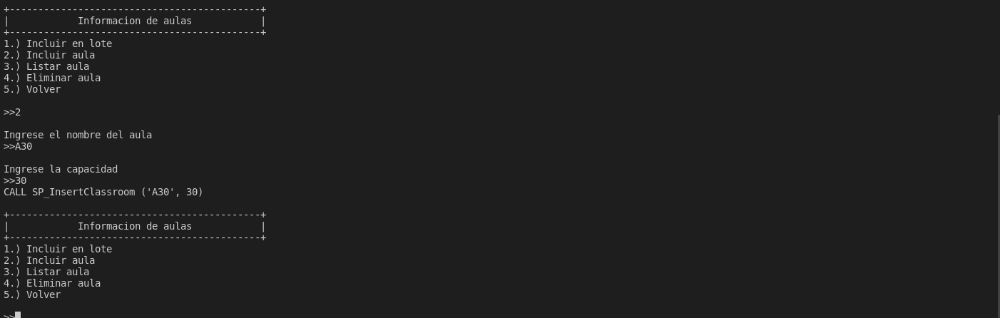 +--------------------------------------------+
|            Informacion de aulas            |
+--------------------------------------------+
1.) Incluir en lote
2.) Incluir aula
3.) Listar aula
4.) Eliminar aula
5.) Volver
>>2
Ingrese el nombre del aula
>>A30
Ingrese la capacidad
>>30
CALL SP_InsertClassroom ('A30', 30)
+--------------------------------------------+
|            Informacion de aulas            |
+--------------------------------------------+
1.) Incluir en lote
2.) Incluir aula
3.) Listar aula
4.) Eliminar aula
5.) Volver
>>